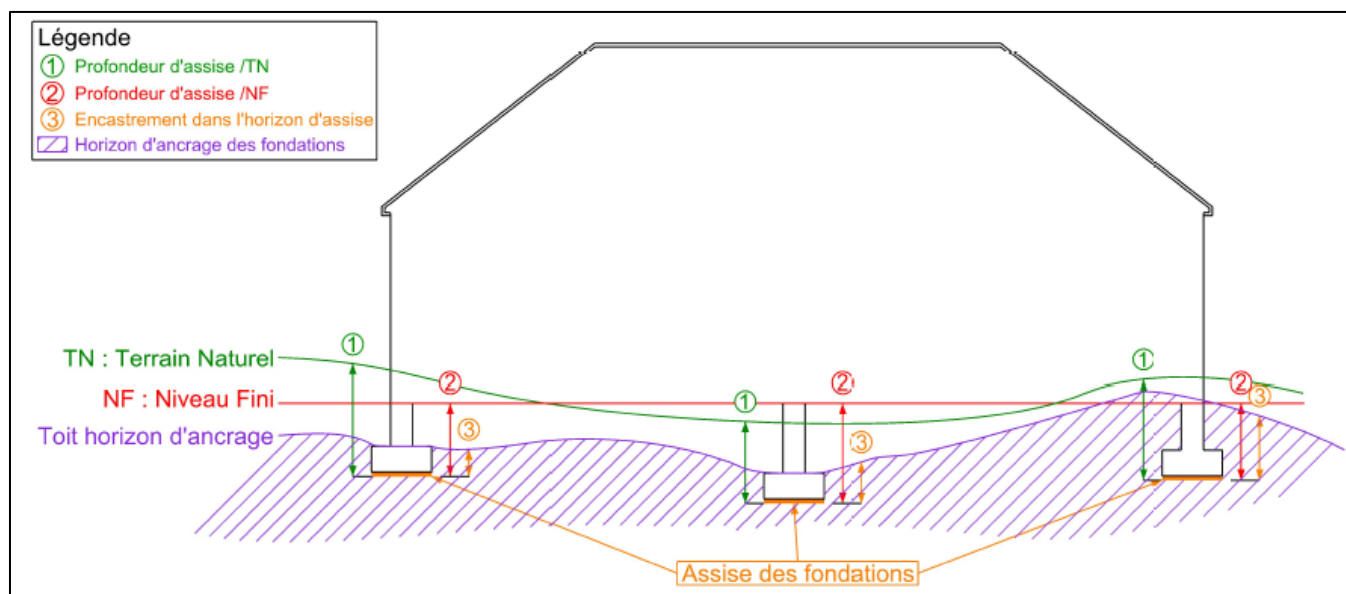 Légende
① Profondeur d'assise /TN
② Profondeur d'assise /NF
③ Encastrement dans l'horizon d'assise
Horizon d'ancrage des fondations
①
TN : Terrain Naturel
②
②
①
②
③
NF : Niveau Fini
①
Toit horizon d'ancrage
③
③
Assise des fondations